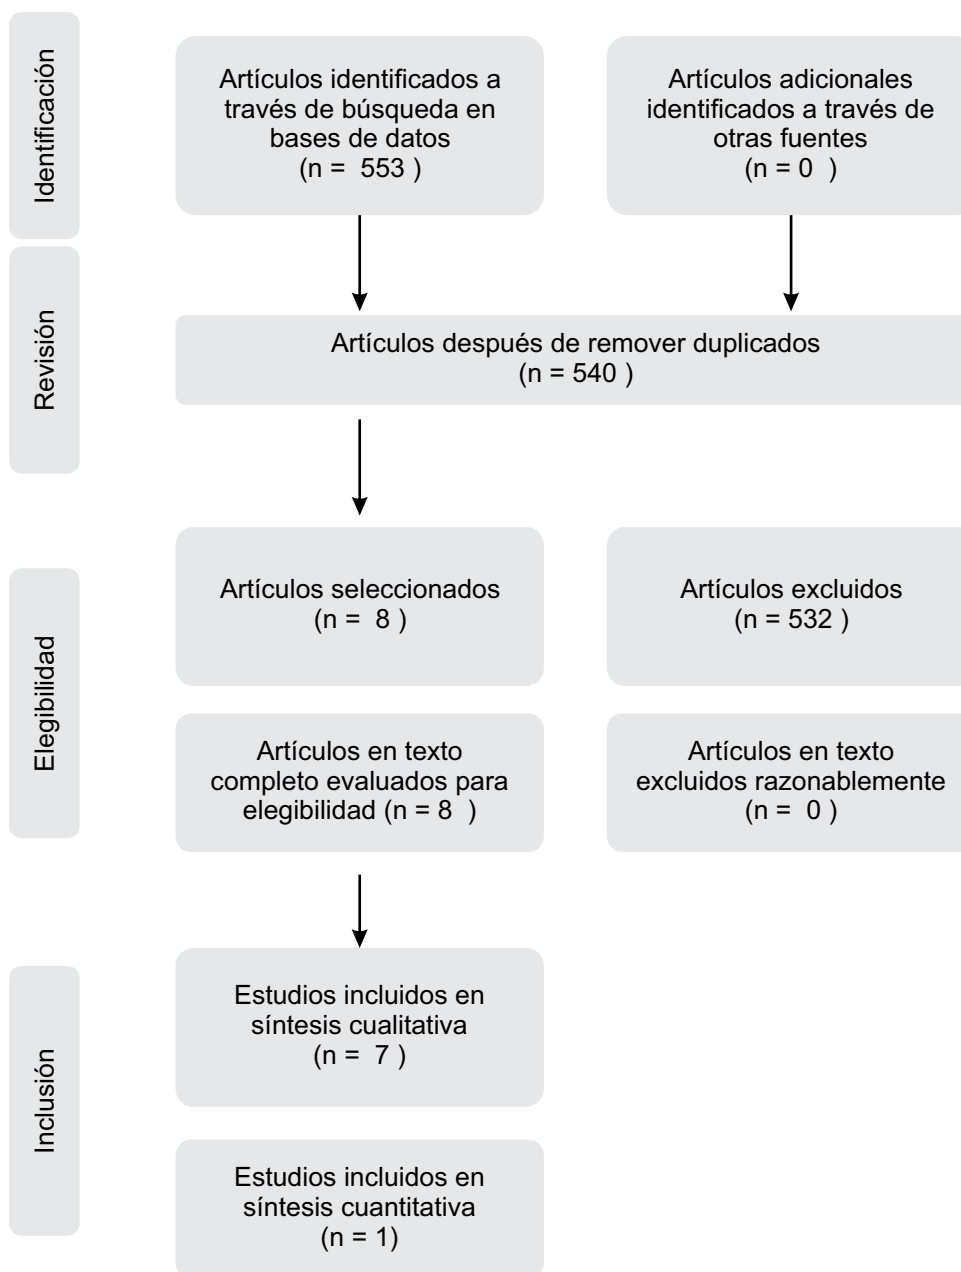 Identificación
Artículos identificados a
través de búsqueda en
bases de datos
(n =  553 )
Artículos adicionales
identificados a través de
otras fuentes
(n = 0  )
Revisión
Artículos después de remover duplicados
(n = 540 )
Elegibilidad
Artículos seleccionados
(n =  8 )
Artículos excluidos
(n = 532 )
Artículos en texto
completo evaluados para
elegibilidad (n = 8  )
Artículos en texto
excluidos razonablemente
(n =  0 )
Inclusión
Estudios incluidos en
síntesis cualitativa
(n =  7 )
Estudios incluidos en
síntesis cuantitativa
(n = 1)